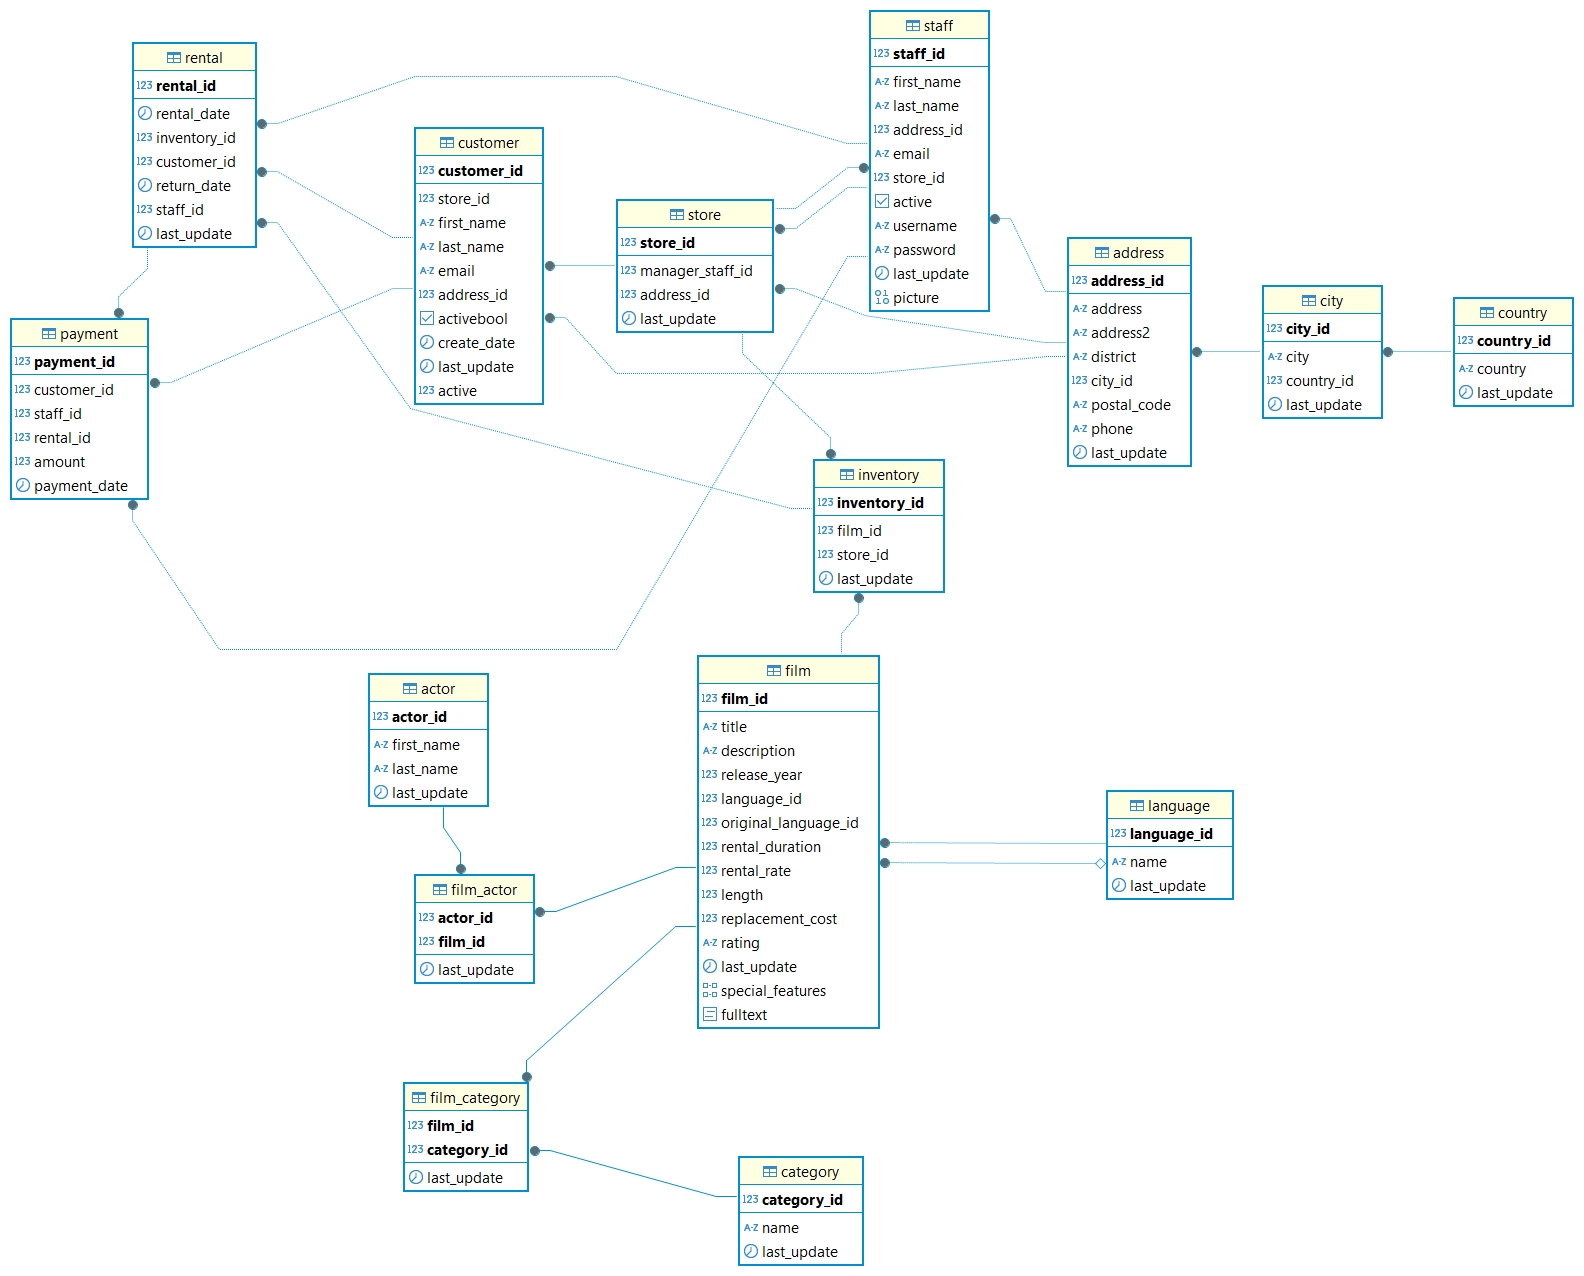 rental
123 rental_id
rental_date
123 inventory_id
123 customer_id
return_date
123 staff_id
last_update
payment
123 payment_id
123 customer_id
123 staff_id
123 rental_id
123 amount
payment_date
customer
123 customer_id
123 store_id
A-Z first_name
A-Z last_name
A-Z email
123 address_id
activebool
create_date
last_update
123 active
store
123 store_id
123 manager_staff_id
123 address_id
last_update
staff
123 staff_id
A-Z first_name
A-Z last_name
123 address_id
A-Z email
123 store_id
active
A-Z username
A-Z password
last_update
picture
address
123 address_id
A-Z address
A-Z address2
A-Z district
123 city_id
A-Z postal_code
A-Z phone
last_update
city
123 city_id
A-Z city
123 country_id
last_update
country
123 country_id
A-Z country
last_update
inventory
123 inventory_id
123 film_id
123 store_id
last_update
actor
123 actor_id
A-Z first_name
A-Z last_name
last_update
film_actor
123 actor_id
123 film_id
last_update
film
123 film_id
A-Z title
A-Z description
123 release_year
123 language_id
123 original_language_id
123 rental_duration
123 rental_rate
123 length
123 replacement_cost
A-Z rating
last_update
special_features
fulltext
language
123 language_id
A-Z name
last_update
film_category
123 film_id
123 category_id
last_update
category
123 category_id
A-Z name
last_update